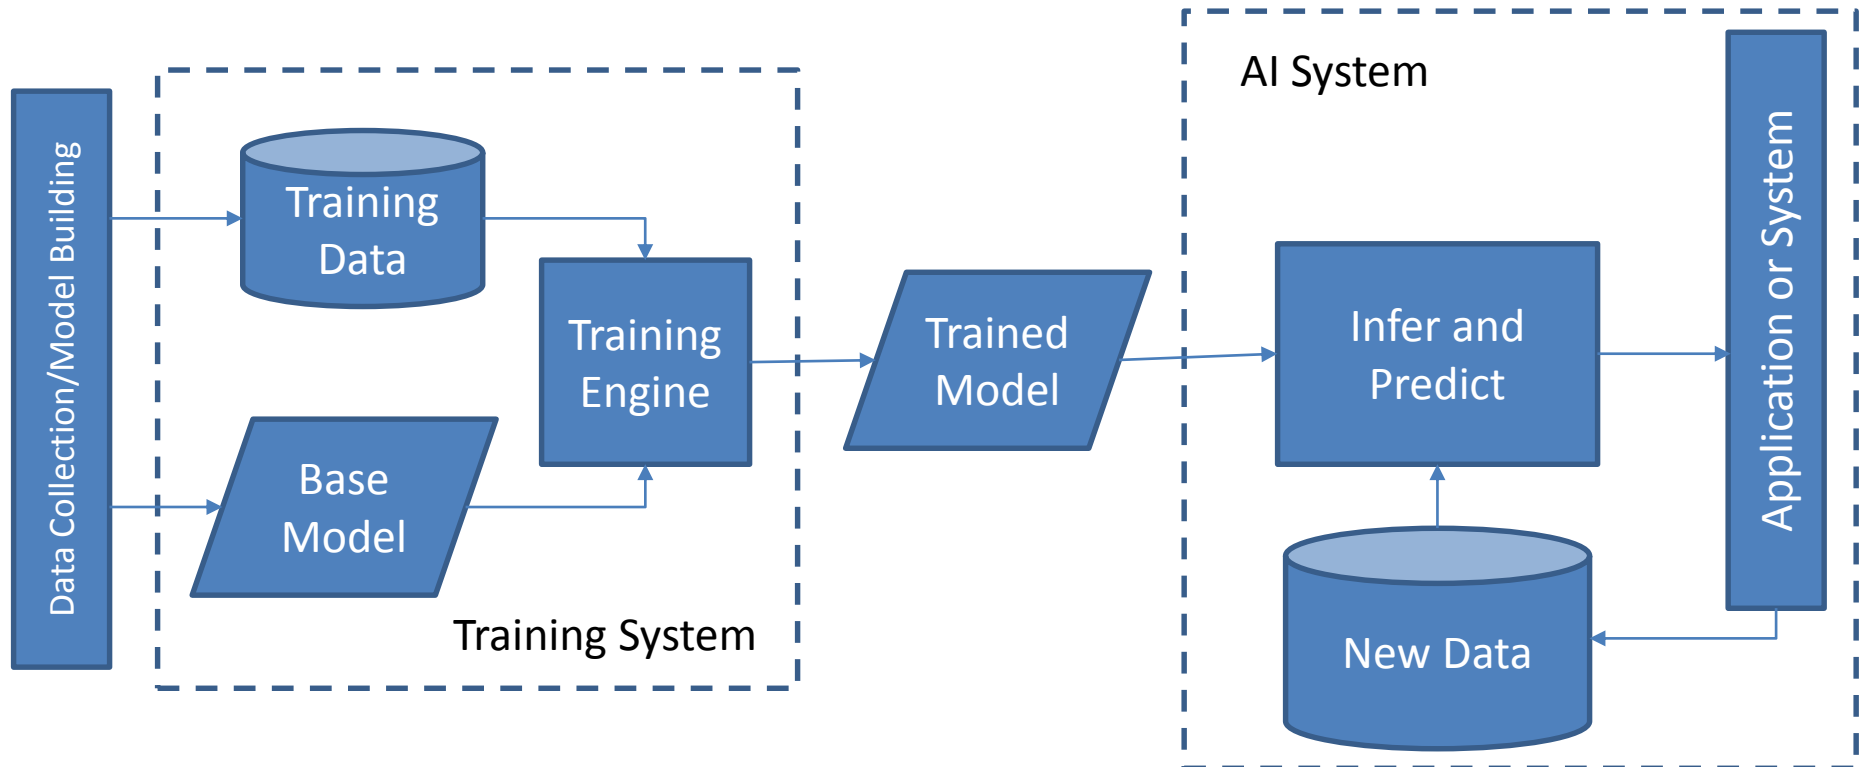 Data Collection/Model Building
Training
Data
Base
Model
Training
Engine
Training System
Trained
Model
AI System
Infer and
Predict
New Data
Application or System